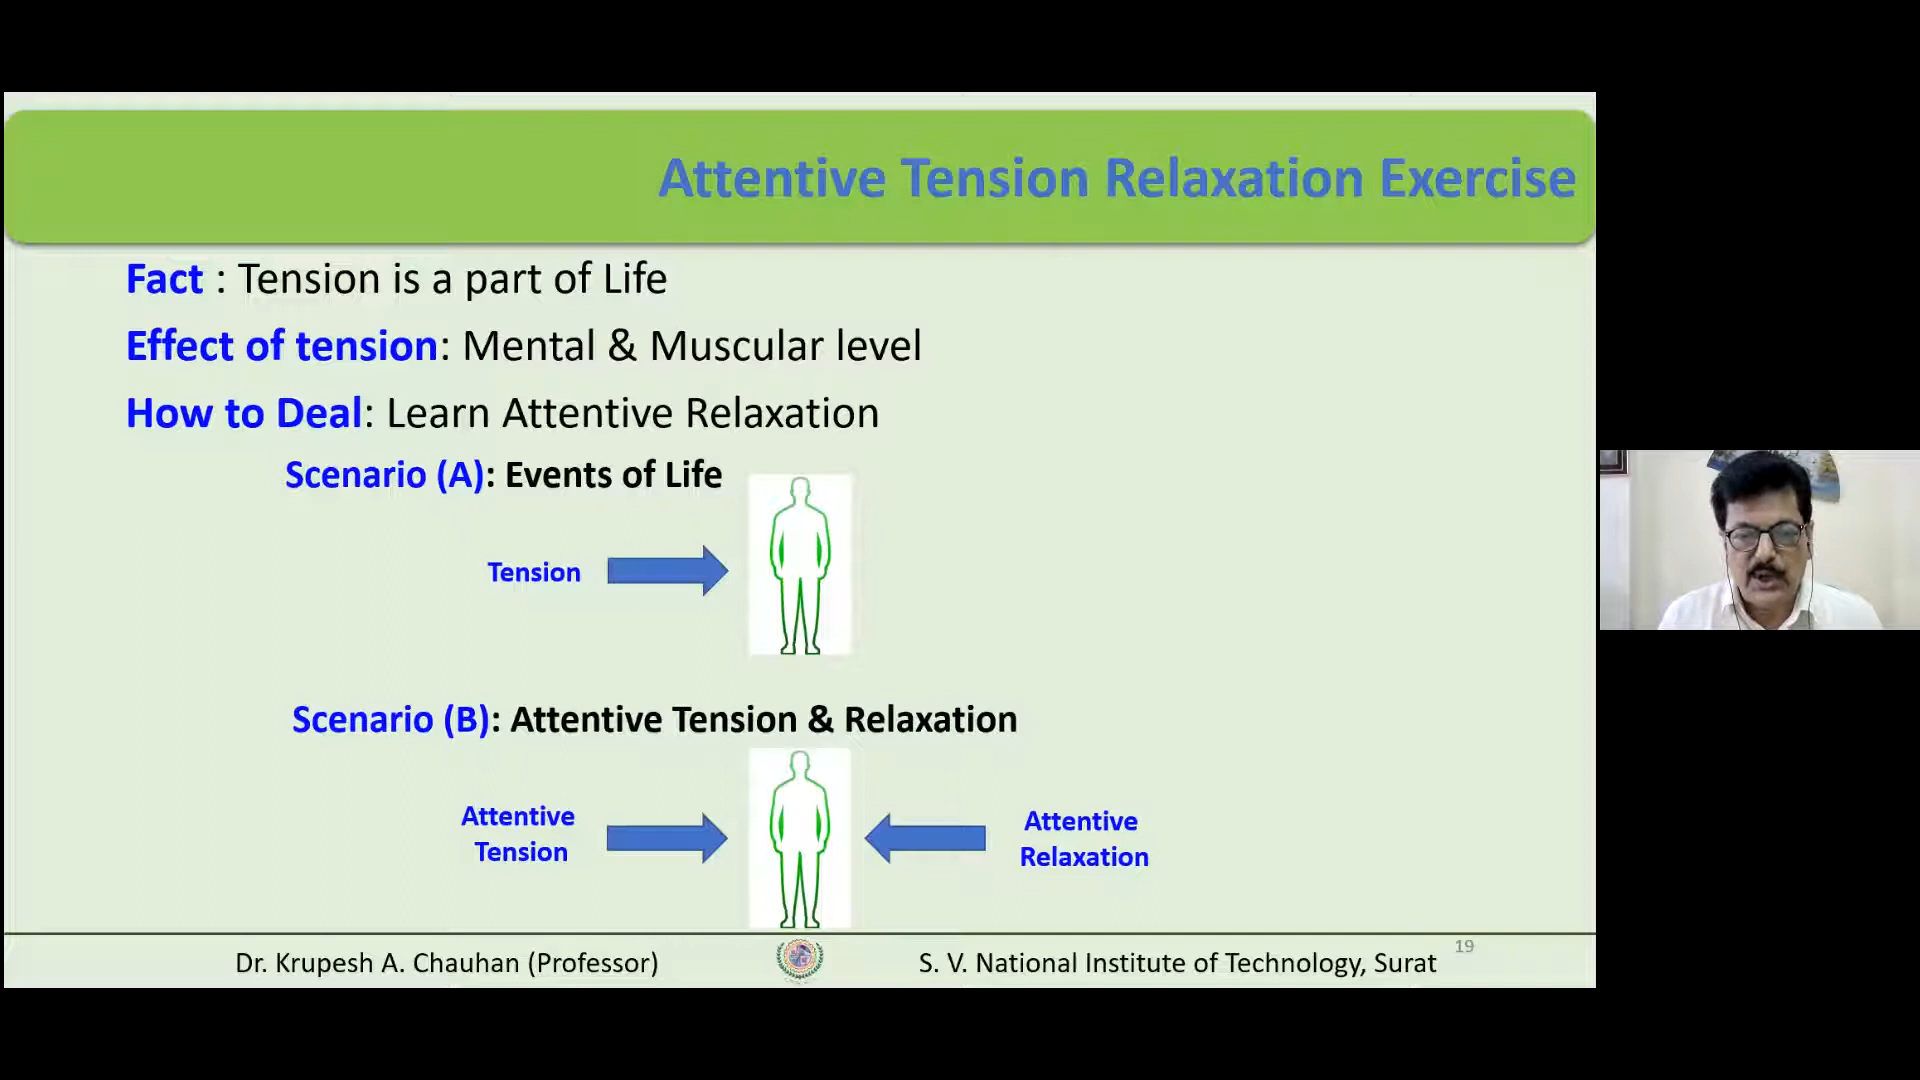 Attentive Tension Relaxation Exercise
Fact : Tension is a part of Life
Effect of tension: Mental & Muscular level
How to Deal: Learn Attentive Relaxation
Scenario (A): Events of Life
Tension
Scenario (B): Attentive Tension & Relaxation
Attentive
Tension
Attentive
Relaxation
Dr. Krupesh A. Chauhan (Professor)
S. V. National Institute of Technology, Surat
19